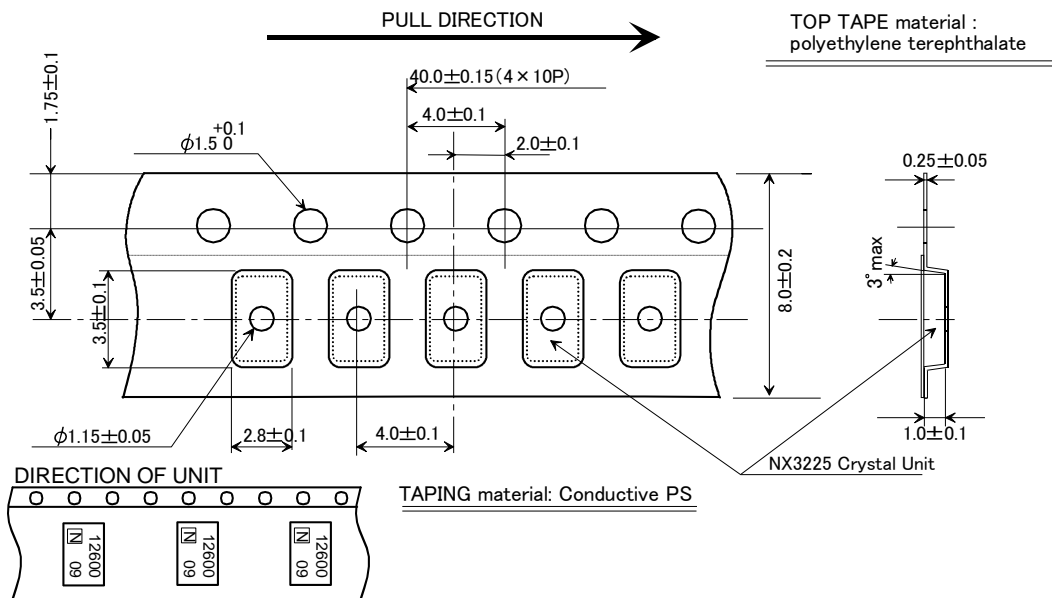 PULL DIRECTION
TOP TAPE material :
polyethylene terephthalate
1.75±0.1
40.0±0.15(4×10P)
4.0±0.1
+0.1
ϕ1.5 0
2.0±0.1
0.25±0.05
3.5±0.05
3.5±0.1
8.0±0.2
3°max
ϕ1.15±0.05
2.8±0.1
4.0±0.1
1.0±0.1
NX3225 Crystal Unit
DIRECTION OF UNIT
TAPING material: Conductive PS
12600
N 09
12600
N 09
12600
N 09